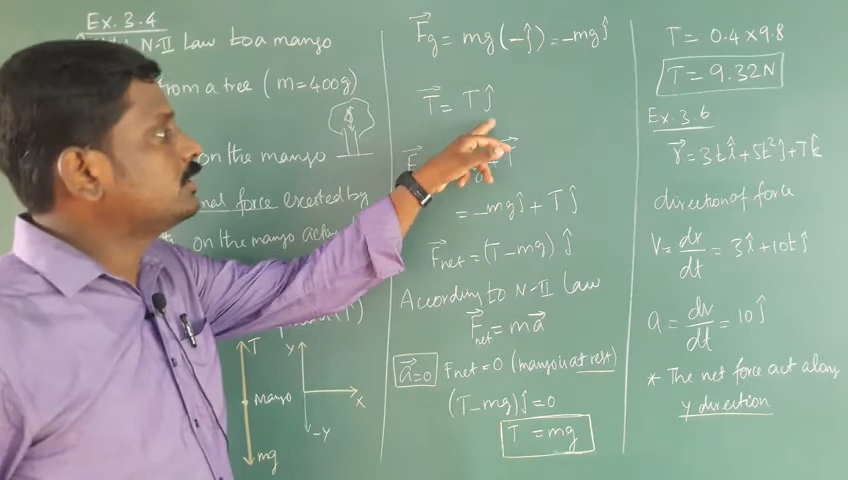 Ex. 3.4
N-II Law to a mango
from a tree (m=400g)
on the mango
force exerted by
on the mango
T
mango
mg
y
x
-y
F⃗g = mg(-ĵ) = -mgĵ
T⃗ = Tĵ
= -mgĵ + Tĵ
F⃗net = (T-mg)ĵ
According to N-II Law
F⃗net = ma⃗
a⃗=0 Fnet = 0 (mango is at rest)
(T-mg)ĵ = 0
T = mg
T = 0.4×9.8
T = 9.32N
Ex. 3.6
r⃗ = 3tî+5t²ĵ+7k̂
direction of force
V = dr/dt = 3î+10tĵ
a = dv/dt = 10ĵ
* The net force act along
y direction